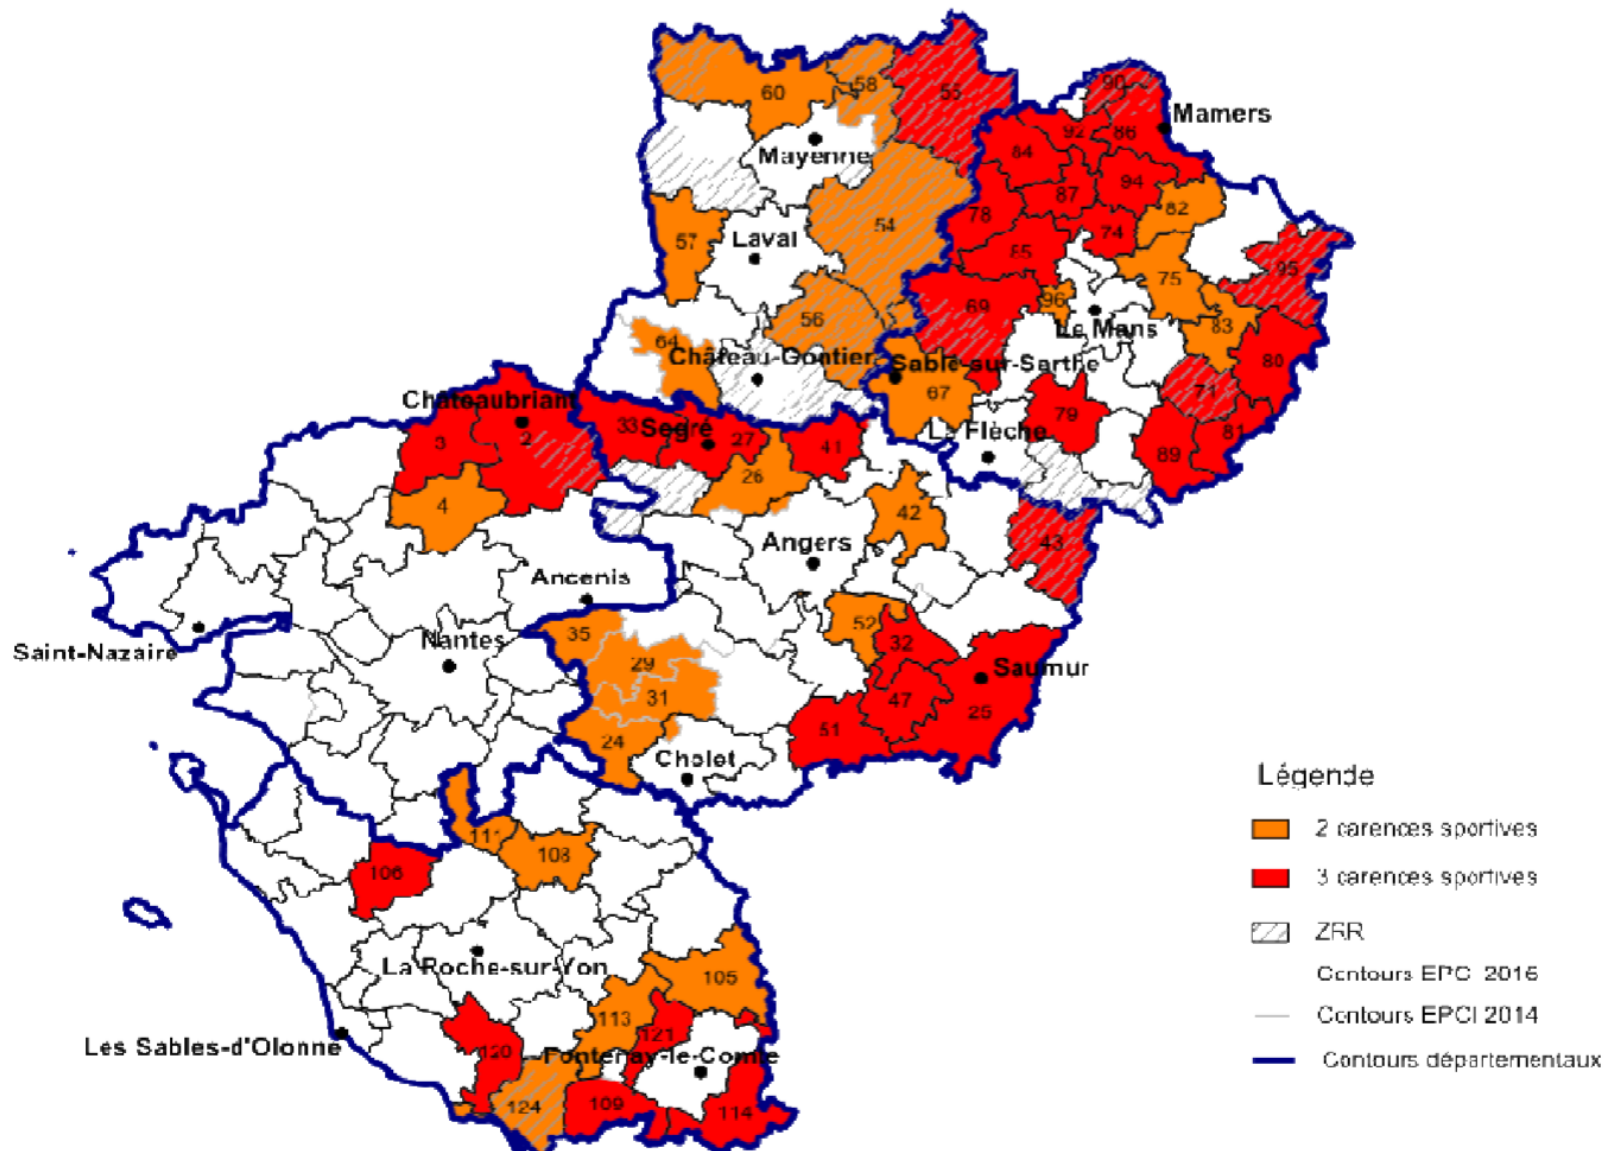 60
58
55
90
Mamers
92
86
84
Mayenne
94
87
82
78
54
74
57
Laval
85
75
95
69
96
56
Le Mans
83
64
Château-Gontier
Sablé-sur-Sarthe
80
67
71
Châteaubriant
79
33
Segré
27
41
La Flèche
81
3
2
89
26
4
42
Angers
43
Ancenis
52
35
32
Nantes
Saint-Nazaire
29
Saumur
31
47
25
51
24
Cholet
Légende
111
2 carences sportives
108
106
3 carences sportives
ZRR
La Roche-sur-Yon
105
Contours EPCI 2016
113
121
Contours EPCI 2014
Les Sables-d'Olonne
120
Fontenay-le-Comte
Contours départementaux
124
109
114